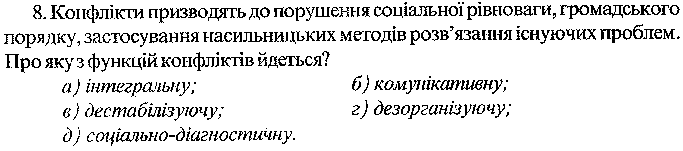 8. Конфлікти призводять до порушення соціальної рівноваги, громадського
порядку, застосування насильницьких методів розв’язання існуючих проблем.
Про яку з функцій конфліктів йдеться?
а) інтегральну; б) комунікативну;
в) дестабілізуючу; г) дезорганізуючу;
д) соціально-діагностичну.